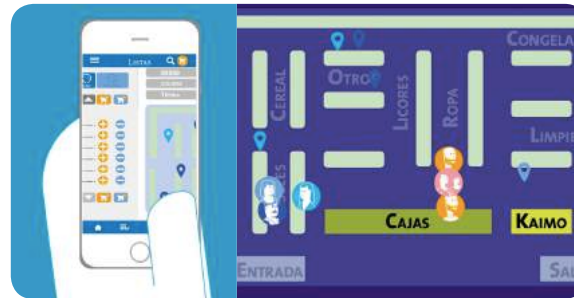 LISTAS
CEREAL
OTRO
LICORES
ROPA
CONGELA
LIMPIE
CAJAS
KAIMO
ENTRADA
SAL